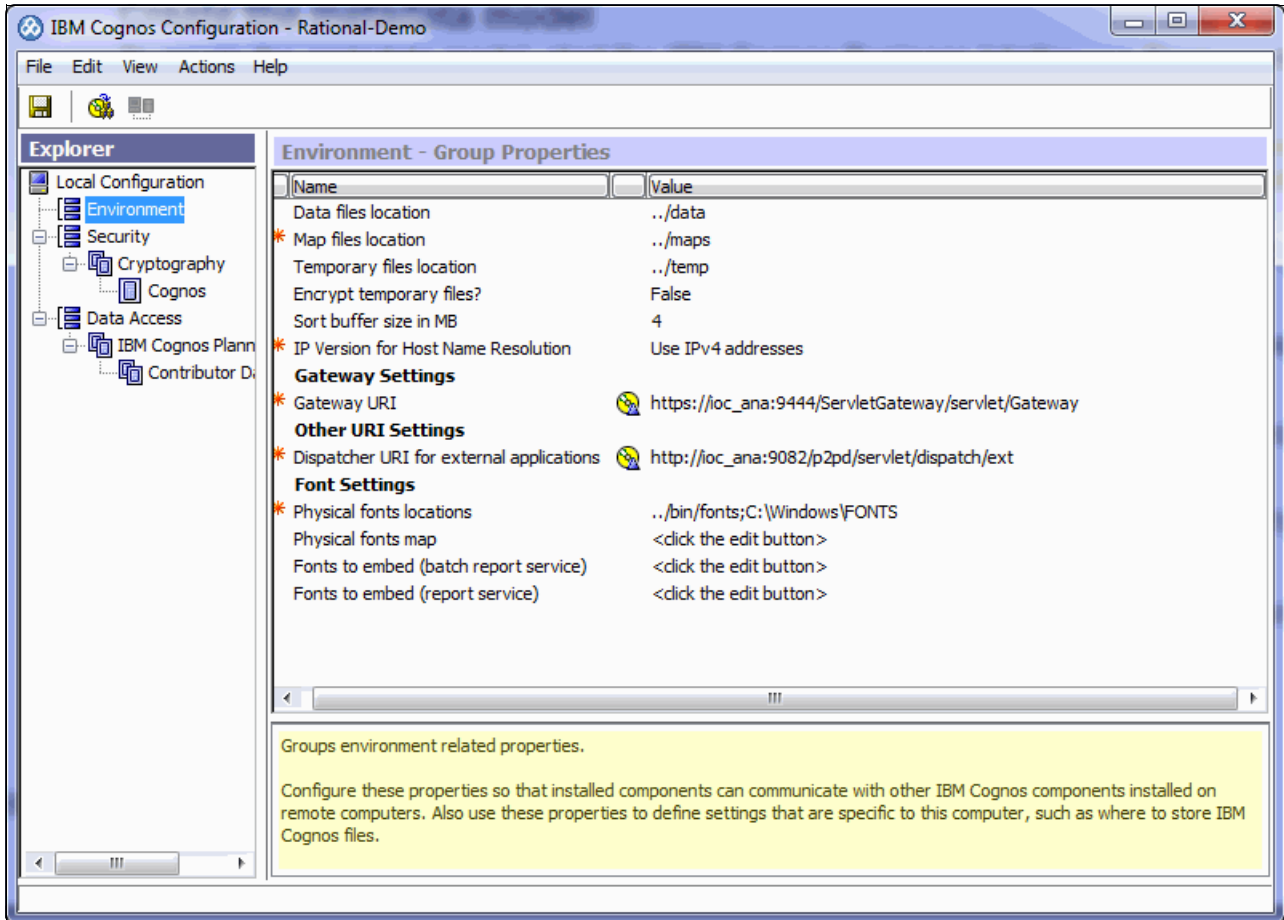 IBM Cognos Configuration - Rational-Demo
File Edit View Actions Help
Explorer
Local Configuration
Environment
Security
Cryptography
Cognos
Data Access
IBM Cognos Plann
Contributor Da
Environment - Group Properties
Name Value
Data files location ../data
* Map files location ../maps
Temporary files location ../temp
Encrypt temporary files? False
Sort buffer size in MB 4
* IP Version for Host Name Resolution Use IPv4 addresses
Gateway Settings
* Gateway URI https://ioc_ana:9444/ServletGateway/servlet/Gateway
Other URI Settings
* Dispatcher URI for external applications http://ioc_ana:9082/p2pd/servlet/dispatch/ext
Font Settings
* Physical fonts locations ../bin/fonts;C:\Windows\FONTS
Physical fonts map <click the edit button>
Fonts to embed (batch report service) <click the edit button>
Fonts to embed (report service) <click the edit button>
Groups environment related properties.
Configure these properties so that installed components can communicate with other IBM Cognos components installed on
remote computers. Also use these properties to define settings that are specific to this computer, such as where to store IBM
Cognos files.